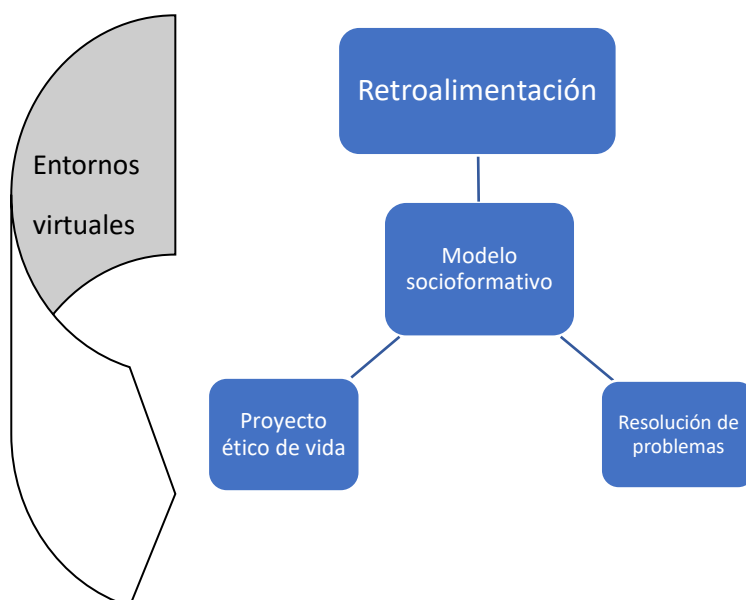 Retroalimentación
Entornos
virtuales
Modelo
socioformativo
Proyecto
ético de vida
Resolución de
problemas